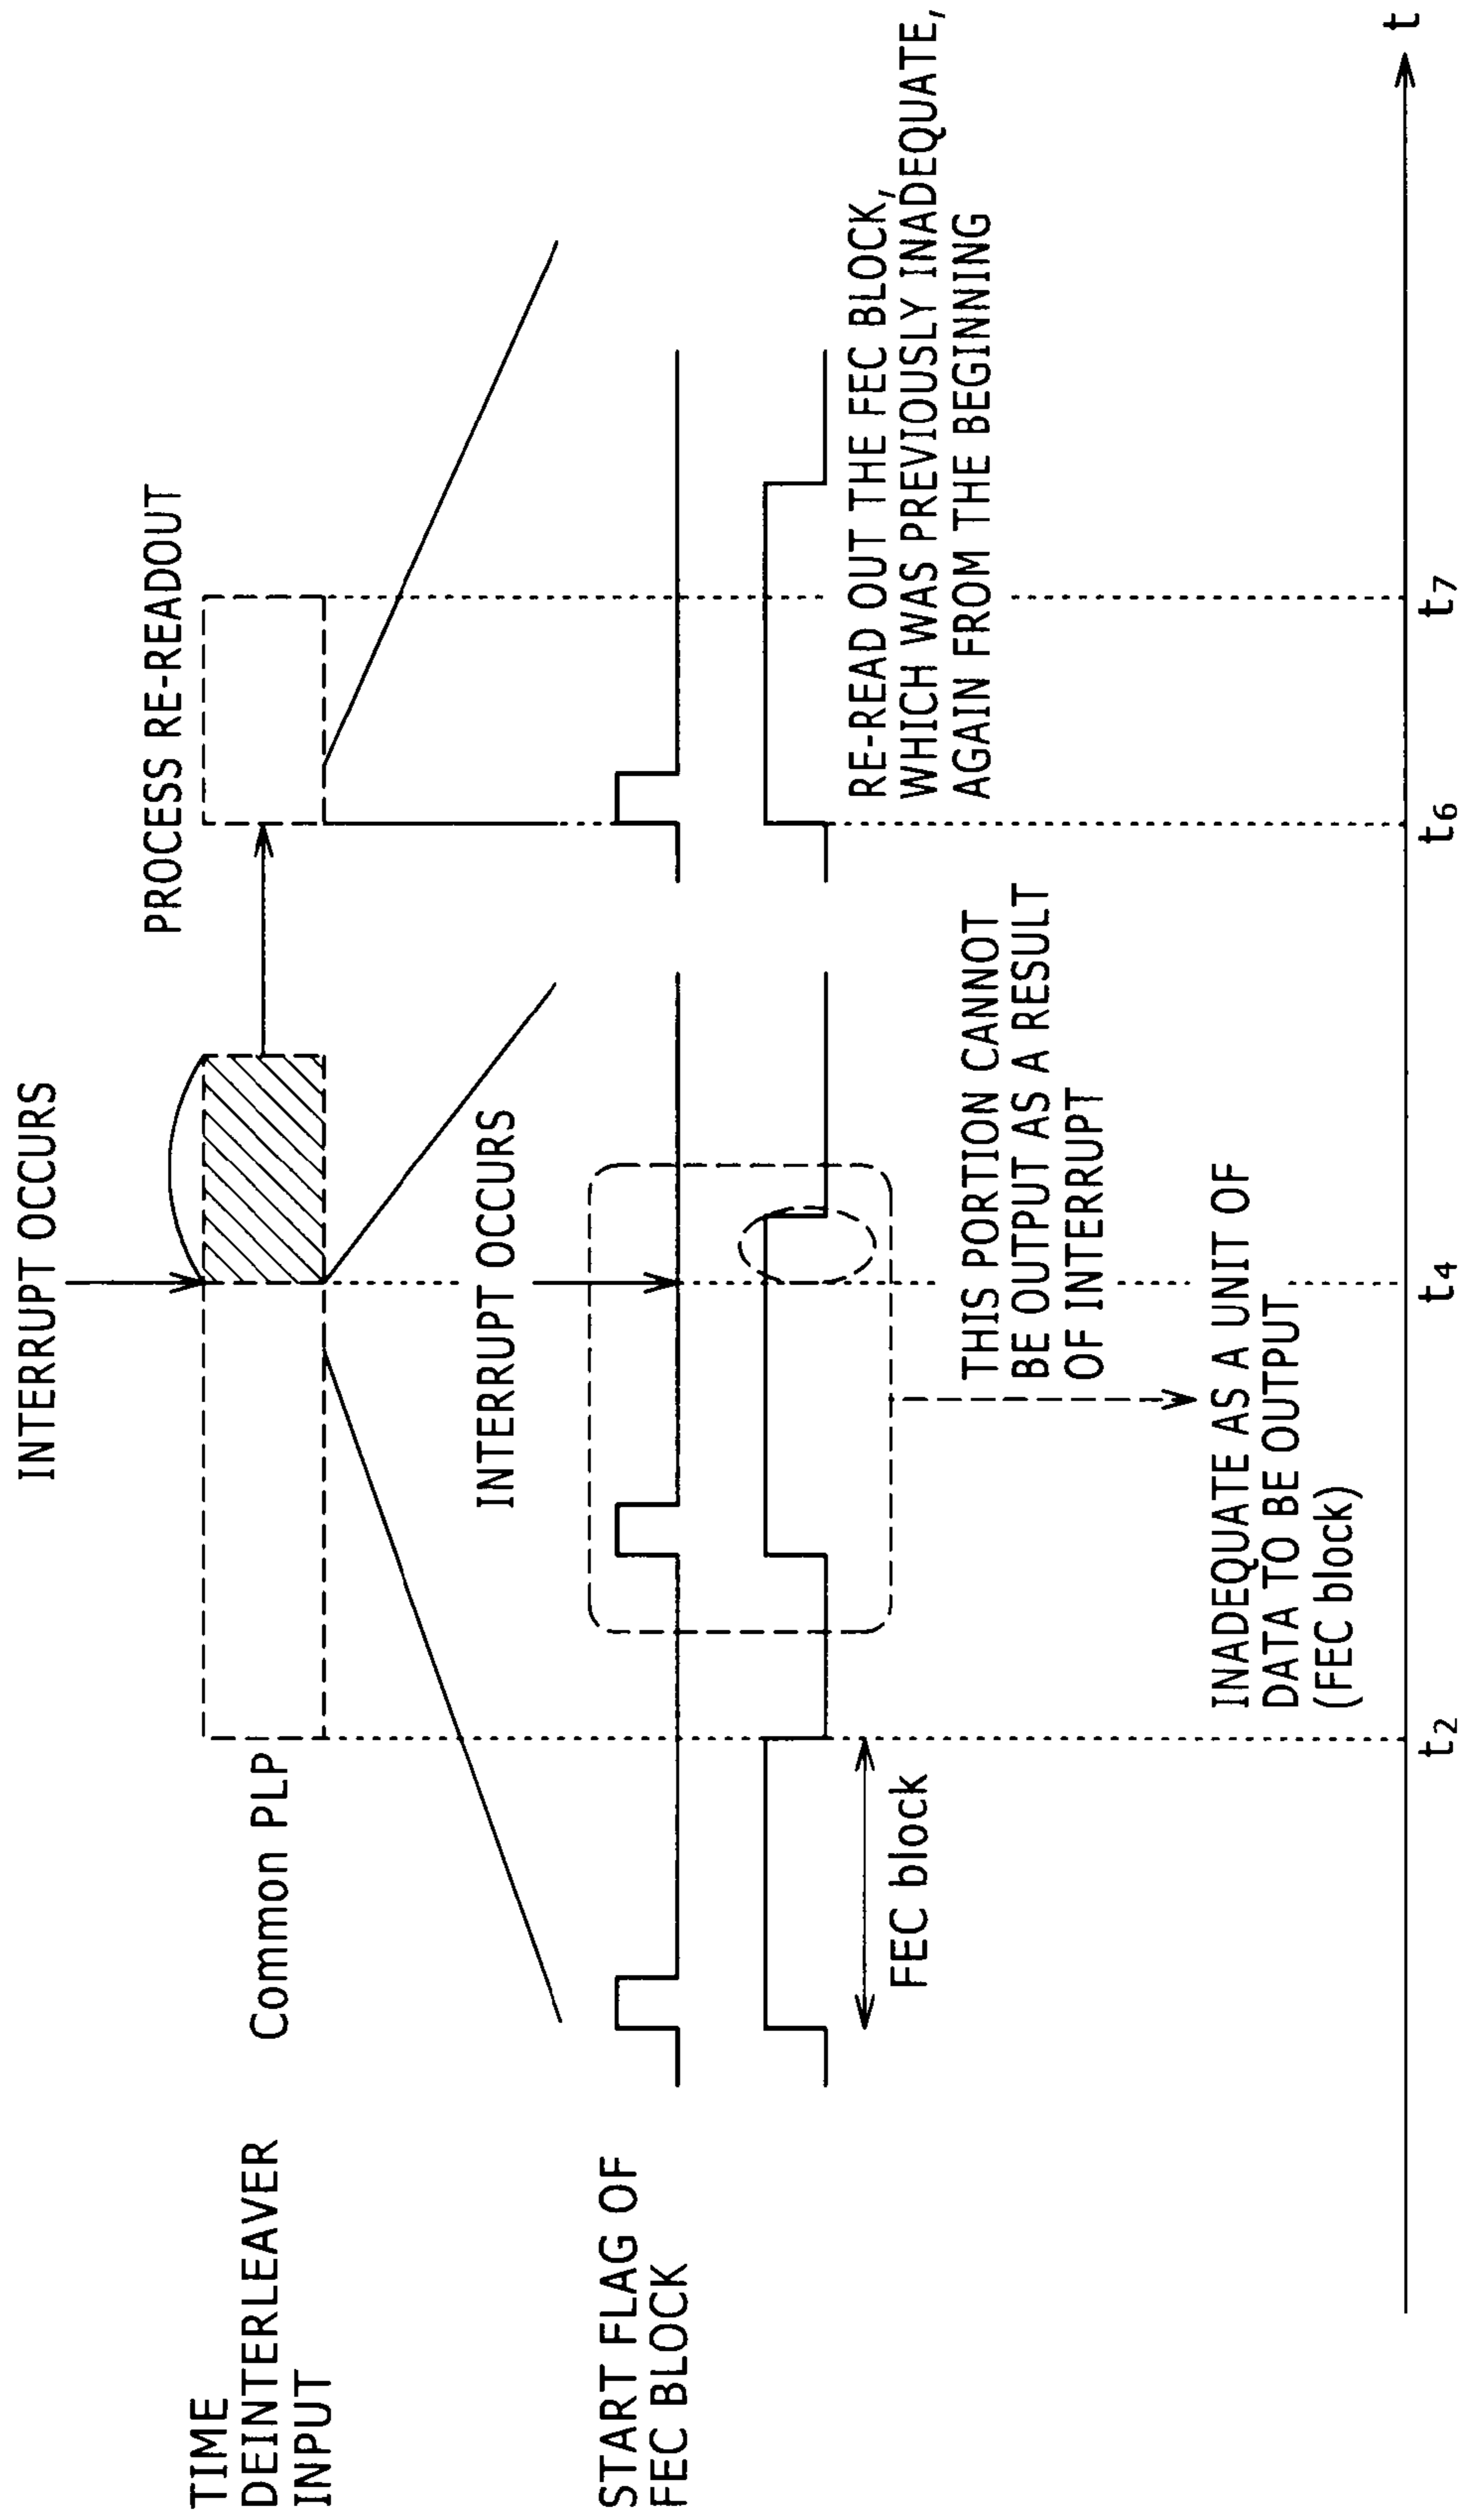 INTERRUPT OCCURS
PROCESS RE-READOUT
TIME
DEINTERLEAVER
INPUT
Common PLP
INTERRUPT OCCURS
START FLAG OF
FEC BLOCK
FEC block
RE-READ OUT THE FEC BLOCK,
WHICH WAS PREVIOUSLY INADEQUATE,
AGAIN FROM THE BEGINNING
THIS PORTION CANNOT
BE OUTPUT AS A RESULT
OF INTERRUPT
INADEQUATE AS A UNIT OF
DATA TO BE OUTPUT
(FEC block)
t
t2 t4 t6 t7